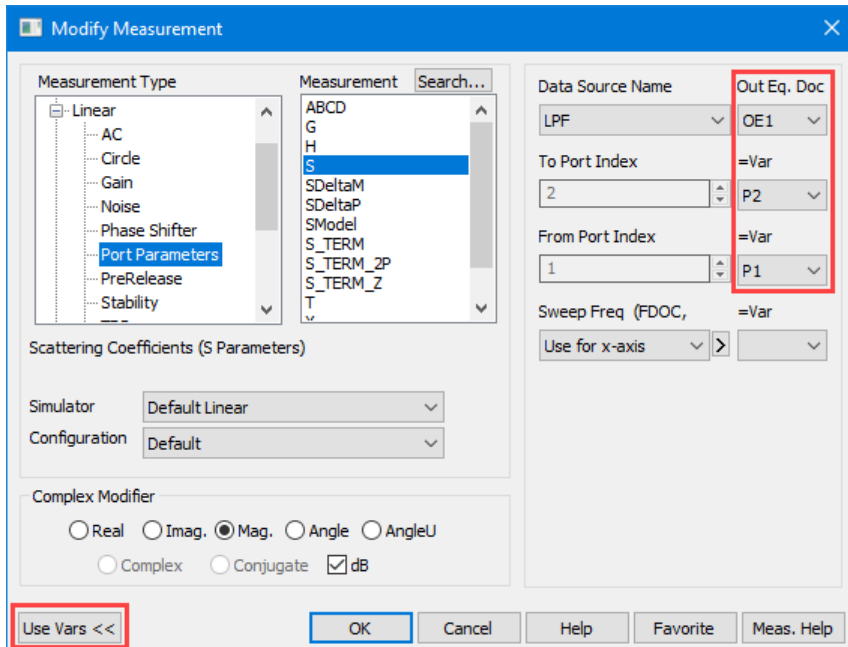 Modify Measurement
Measurement Type
Linear
AC
Circle
Gain
Noise
Phase Shifter
Port Parameters
PreRelease
Stability
Measurement Search...
ABCD
G
H
S
SDeltaM
SDeltaP
SModel
S_TERM
S_TERM_2P
S_TERM_Z
T
Scattering Coefficients (S Parameters)
Simulator Default Linear
Configuration Default
Complex Modifier
Real Imag. Mag. Angle AngleU
Complex Conjugate dB
Data Source Name Out Eq. Doc
LPF OE1
To Port Index =Var
2 P2
From Port Index =Var
1 P1
Sweep Freq (FDOC, =Var
Use for x-axis >
Use Vars << OK Cancel Help Favorite Meas. Help